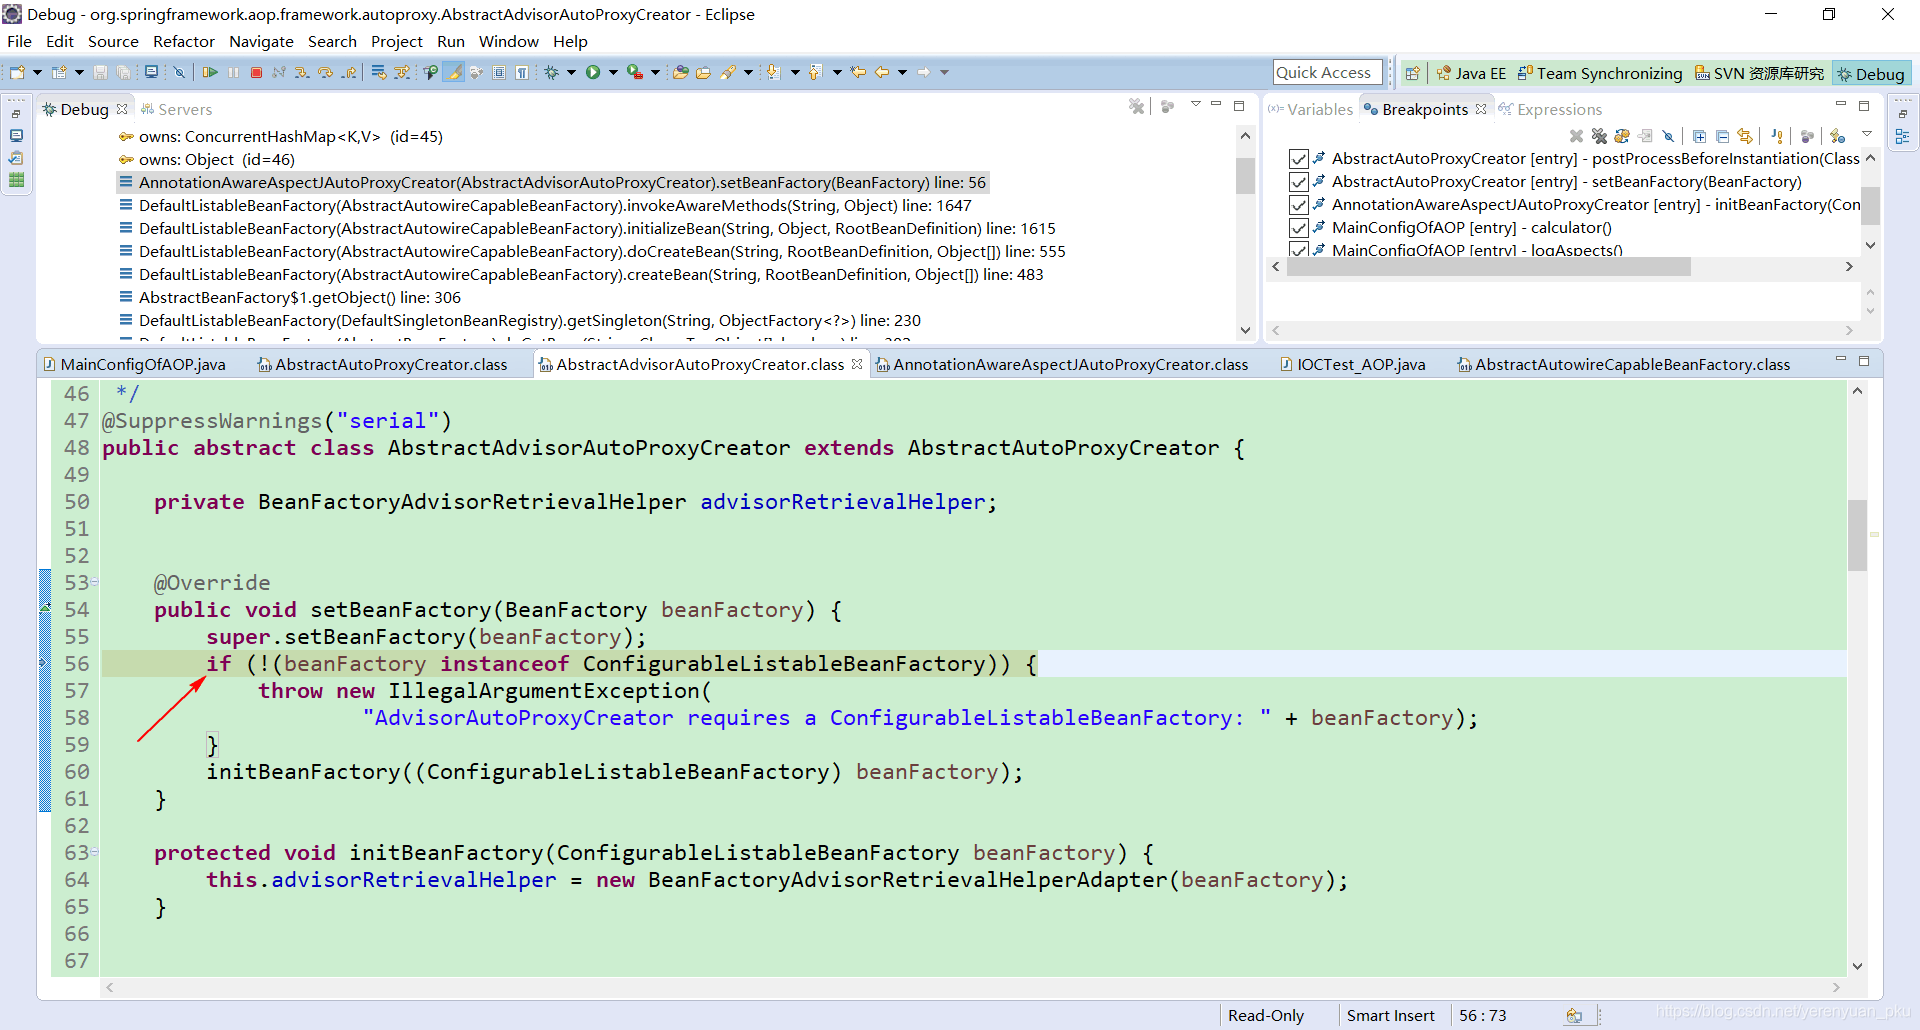 Debug - org.springframework.aop.framework.autoproxy.AbstractAdvisorAutoProxyCreator - Eclipse
File Edit Source Refactor Navigate Search Project Run Window Help
Quick Access
Java EE
Team Synchronizing
SVN 资源库研究
Debug
Debug
Servers
owns: ConcurrentHashMap<K,V> (id=45)
owns: Object (id=46)
AnnotationAwareAspectJAutoProxyCreator(AbstractAdvisorAutoProxyCreator).setBeanFactory(BeanFactory) line: 56
DefaultListableBeanFactory(AbstractAutowireCapableBeanFactory).invokeAwareMethods(String, Object) line: 1647
DefaultListableBeanFactory(AbstractAutowireCapableBeanFactory).initializeBean(String, Object, RootBeanDefinition) line: 1615
DefaultListableBeanFactory(AbstractAutowireCapableBeanFactory).doCreateBean(String, RootBeanDefinition, Object[]) line: 555
DefaultListableBeanFactory(AbstractAutowireCapableBeanFactory).createBean(String, RootBeanDefinition, Object[]) line: 483
AbstractBeanFactory$1.getObject() line: 306
DefaultListableBeanFactory(DefaultSingletonBeanRegistry).getSingleton(String, ObjectFactory<?>) line: 230
(x)= Variables
Breakpoints
Expressions
AbstractAutoProxyCreator [entry] - postProcessBeforeInstantiation(Class
AbstractAutoProxyCreator [entry] - setBeanFactory(BeanFactory)
AnnotationAwareAspectJAutoProxyCreator [entry] - initBeanFactory(Con
MainConfigOfAOP [entry] - calculator()
MainConfigOfAOP [entry] - logAspects()
MainConfigOfAOP.java
AbstractAutoProxyCreator.class
AbstractAdvisorAutoProxyCreator.class
AnnotationAwareAspectJAutoProxyCreator.class
IOCTest_AOP.java
AbstractAutowireCapableBeanFactory.class
46 */
47 @SuppressWarnings("serial")
48 public abstract class AbstractAdvisorAutoProxyCreator extends AbstractAutoProxyCreator {
49
50 private BeanFactoryAdvisorRetrievalHelper advisorRetrievalHelper;
51
52
53 @Override
54 public void setBeanFactory(BeanFactory beanFactory) {
55 super.setBeanFactory(beanFactory);
56 if (!(beanFactory instanceof ConfigurableListableBeanFactory)) {
57 throw new IllegalArgumentException(
58 "AdvisorAutoProxyCreator requires a ConfigurableListableBeanFactory: " + beanFactory);
59 }
60 initBeanFactory((ConfigurableListableBeanFactory) beanFactory);
61 }
62
63 protected void initBeanFactory(ConfigurableListableBeanFactory beanFactory) {
64 this.advisorRetrievalHelper = new BeanFactoryAdvisorRetrievalHelperAdapter(beanFactory);
65 }
66
67
Read-Only
Smart Insert
56 : 73
https://blog.csdn.net/yerenyuan_pku